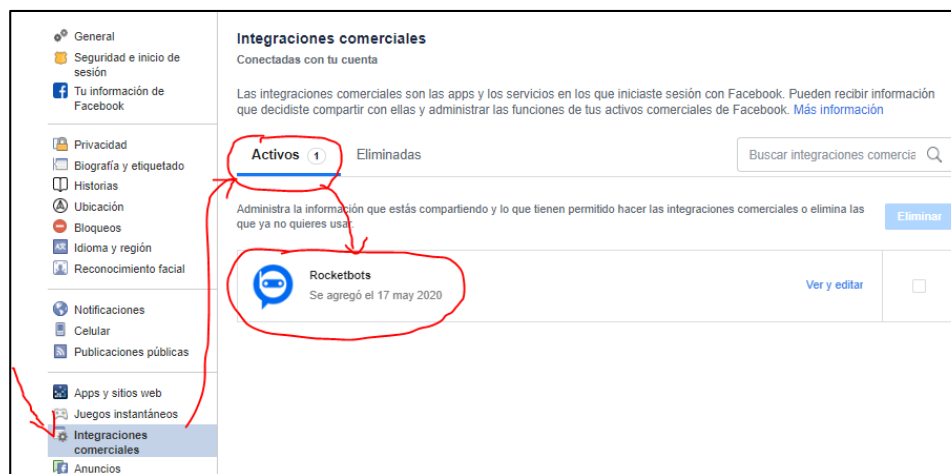 General
Seguridad e inicio de
sesión
Tu información de
Facebook
Privacidad
Biografía y etiquetado
Historias
Ubicación
Bloqueos
Idioma y región
Reconocimiento facial
Notificaciones
Celular
Publicaciones públicas
Apps y sitios web
Juegos instantáneos
Integraciones
comerciales
Anuncios
Integraciones comerciales
Conectadas con tu cuenta
Las integraciones comerciales son las apps y los servicios en los que iniciaste sesión con Facebook. Pueden recibir información
que decidiste compartir con ellas y administrar las funciones de tus activos comerciales de Facebook. Más información
Activos 1 Eliminadas
Buscar integraciones comercia
Administra la información que estás compartiendo y lo que tienen permitido hacer las integraciones comerciales o elimina las
que ya no quieres usar.
Eliminar
Rocketbots
Se agregó el 17 may 2020
Ver y editar